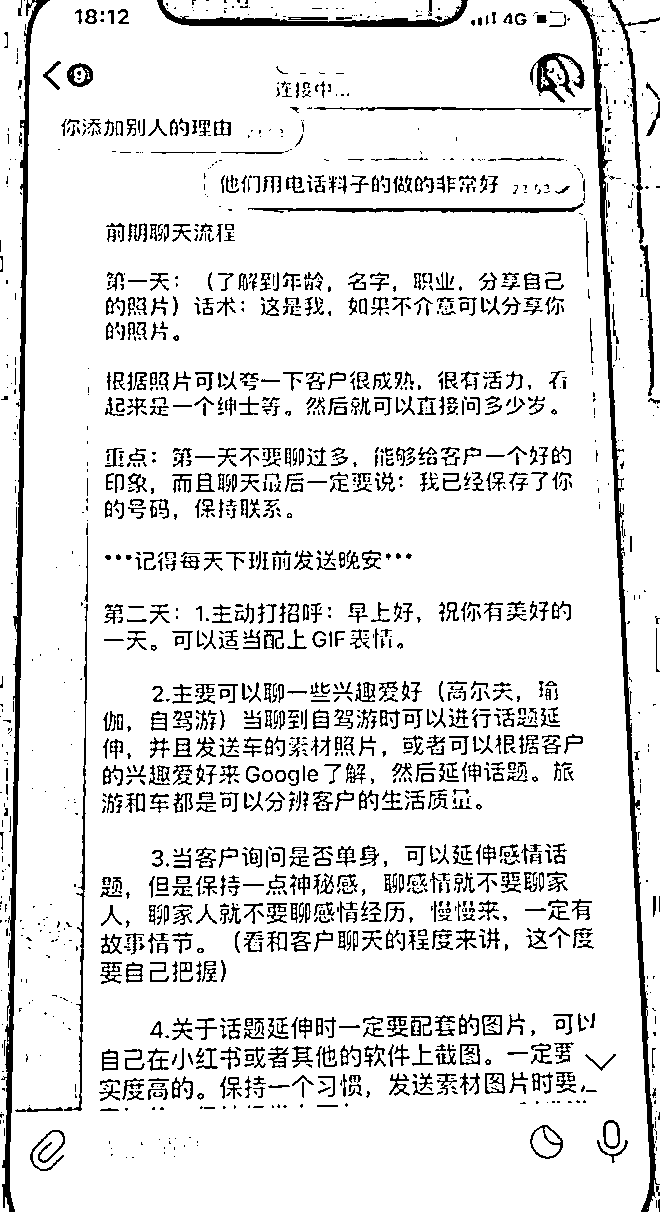 18:12
4G
9
连接中...
你添加别人的理由
他们用电话料子的做的非常好
前期聊天流程
第一天：（了解到年龄，名字，职业，分享自己
的照片）话术：这是我，如果不介意可以分享你
的照片。
根据照片可以夸一下客户很成熟，很有活力，看
起来是一个绅士等。然后就可以直接问多少岁。
重点：第一天不要聊过多，能够给客户一个好的
印象，而且聊天最后一定要说：我已经保存了你
的号码，保持联系。
***记得每天下班前发送晚安***
第二天：1.主动打招呼：早上好，祝你有美好的
一天。可以适当配上GIF表情。
2.主要可以聊一些兴趣爱好（高尔夫，瑜
伽，自驾游）当聊到自驾游时可以进行话题延
伸，并且发送车的素材照片，或者可以根据客户
的兴趣爱好来Google了解，然后延伸话题。旅
游和车都是可以分辨客户的生活质量。
3.当客户询问是否单身，可以延伸感情话
题，但是保持一点神秘感，聊感情就不要聊家
人，聊家人就不要聊感情经历，慢慢来，一定有
故事情节。（看和客户聊天的程度来讲，这个度
要自己把握）
4.关于话题延伸时一定要配套的图片，可以
自己在小红书或者其他的软件上截图。一定要
实度高的。保持一个习惯，发送素材图片时要